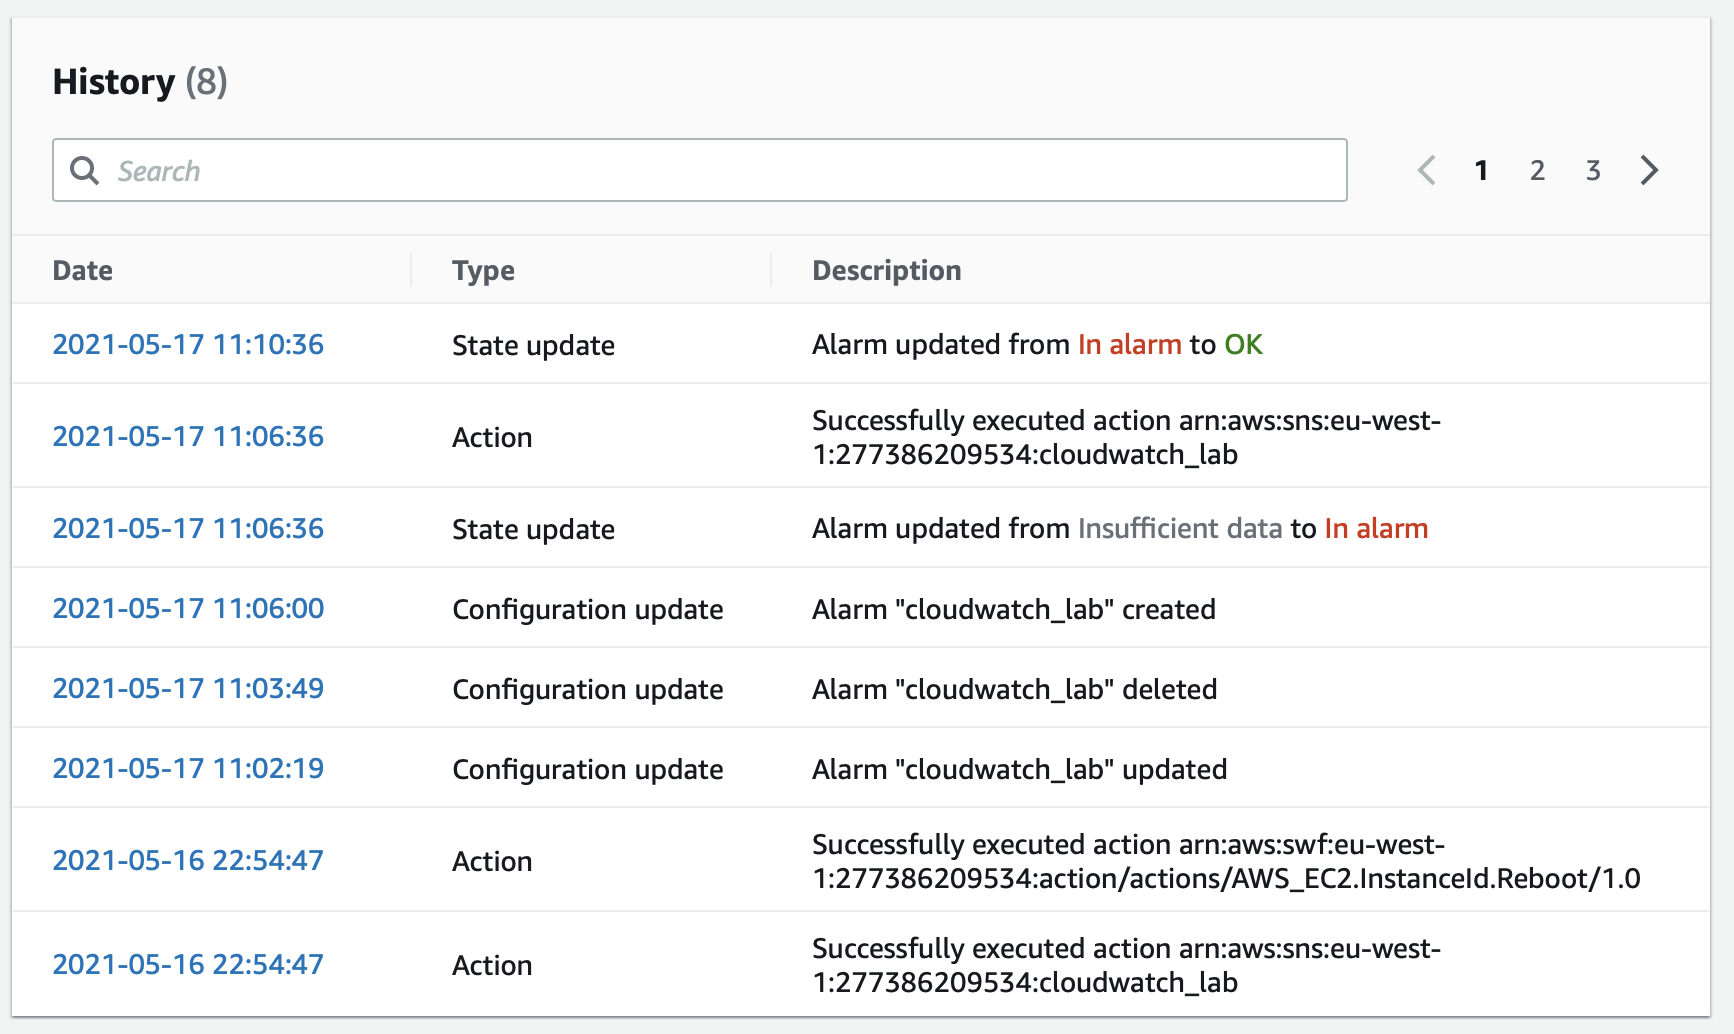 History (8)
Search
1 2 3
Date Type Description
2021-05-17 11:10:36 State update Alarm updated from In alarm to OK
2021-05-17 11:06:36 Action Successfully executed action arn:aws:sns:eu-west-
1:277386209534:cloudwatch_lab
2021-05-17 11:06:36 State update Alarm updated from Insufficient data to In alarm
2021-05-17 11:06:00 Configuration update Alarm "cloudwatch_lab" created
2021-05-17 11:03:49 Configuration update Alarm "cloudwatch_lab" deleted
2021-05-17 11:02:19 Configuration update Alarm "cloudwatch_lab" updated
2021-05-16 22:54:47 Action Successfully executed action arn:aws:swf:eu-west-
1:277386209534:action/actions/AWS_EC2.InstanceId.Reboot/1.0
2021-05-16 22:54:47 Action Successfully executed action arn:aws:sns:eu-west-
1:277386209534:cloudwatch_lab